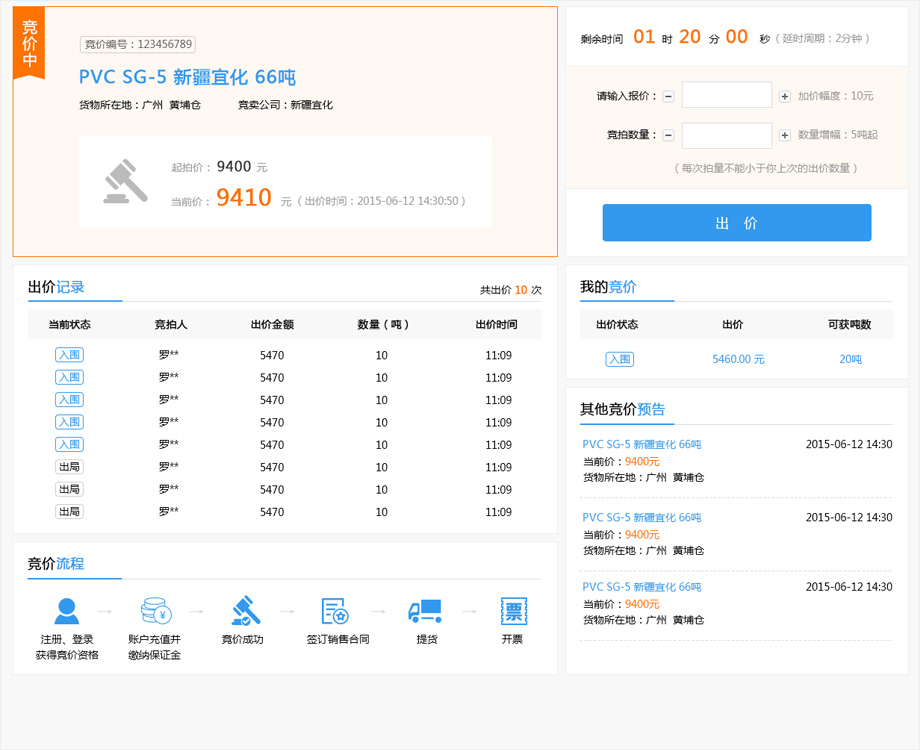 竞价中
竞价编号：123456789
PVC SG-5 新疆宜化 66吨
货物所在地：广州 黄埔仓 竞卖公司：新疆宜化
起拍价： 9400 元
当前价： 9410 元（ 出价时间：2015-06-12 14:30:50 ）
剩余时间 01 时 20 分 00 秒（ 延时周期：2分钟 ）
请输入报价： − + 加价幅度：10元
竞拍数量： − + 数量增幅：5吨起
（ 每次拍量不能小于你上次的出价数量 ）
出 价
出价记录 共出价 10 次
当前状态 竞拍人 出价金额 数量（ 吨 ） 出价时间
入围 罗** 5470 10 11:09
入围 罗** 5470 10 11:09
入围 罗** 5470 10 11:09
入围 罗** 5470 10 11:09
入围 罗** 5470 10 11:09
出局 罗** 5470 10 11:09
出局 罗** 5470 10 11:09
出局 罗** 5470 10 11:09
我的竞价
出价状态 出价 可获吨数
入围 5460.00 元 20吨
其他竞价预告
PVC SG-5 新疆宜化 66吨 2015-06-12 14:30
当前价：9400元
货物所在地：广州 黄埔仓
PVC SG-5 新疆宜化 66吨 2015-06-12 14:30
当前价：9400元
货物所在地：广州 黄埔仓
PVC SG-5 新疆宜化 66吨 2015-06-12 14:30
当前价：9400元
货物所在地：广州 黄埔仓
竞价流程
¥
票
注册、登录
获得竞价资格
账户充值并
缴纳保证金
竞价成功
签订销售合同
提货
开票